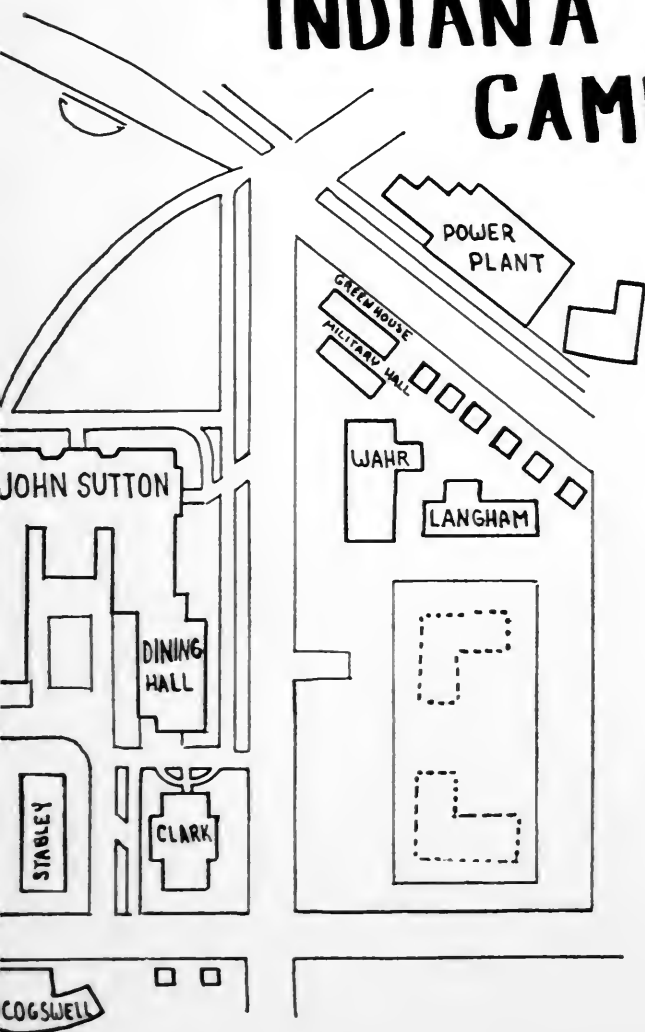 INDIANA
CAM
POWER
PLANT
GREENHOUSE
MILITARY HALL
WAHR
JOHN SUTTON
LANGHAM
DINING
HALL
STABLEY
CLARK
COGSWELL